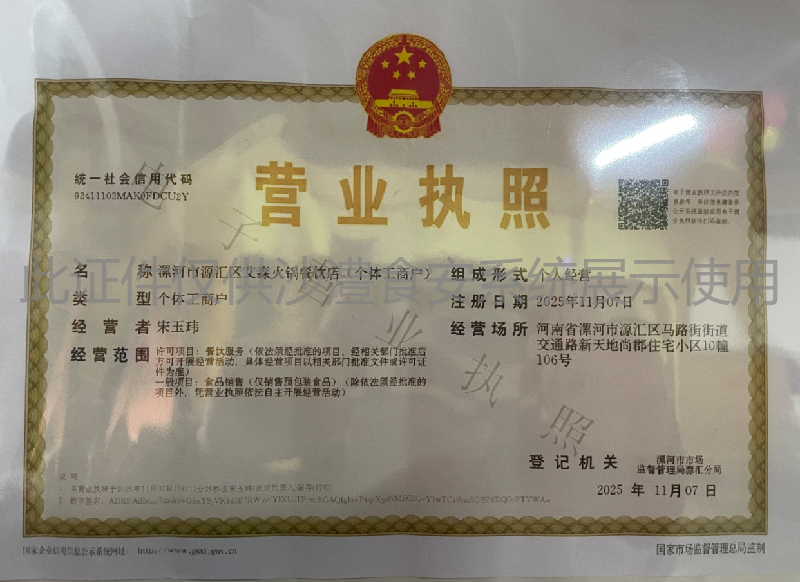 营业执照
统一社会信用代码
92411102MAK0FDCU2Y
电子营业执照
此证件仅供沙澧食安系统展示使用
名 称 漯河市源汇区艾森火锅餐饮店（个体工商户）
类 型 个体工商户
经营者 宋玉玮
经营范围 许可项目：餐饮服务（依法须经批准的项目，经相关部门批准后
方可开展经营活动，具体经营项目以相关部门批准文件或许可证
件为准）
一般项目：食品销售（仅销售预包装食品）（除依法须经批准的
项目外，凭营业执照依法自主开展经营活动）
组成形式 个人经营
注册日期 2025年11月07日
经营场所 河南省漯河市源汇区马路街街道
交通路新天地尚郡住宅小区10幢
106号
登记机关 漯河市市场
监督管理局源汇分局
2025 年 11月 07 日
说明
国家企业信用信息公示系统网址： http://www.gsxt.gov.cn
国家市场监督管理总局监制